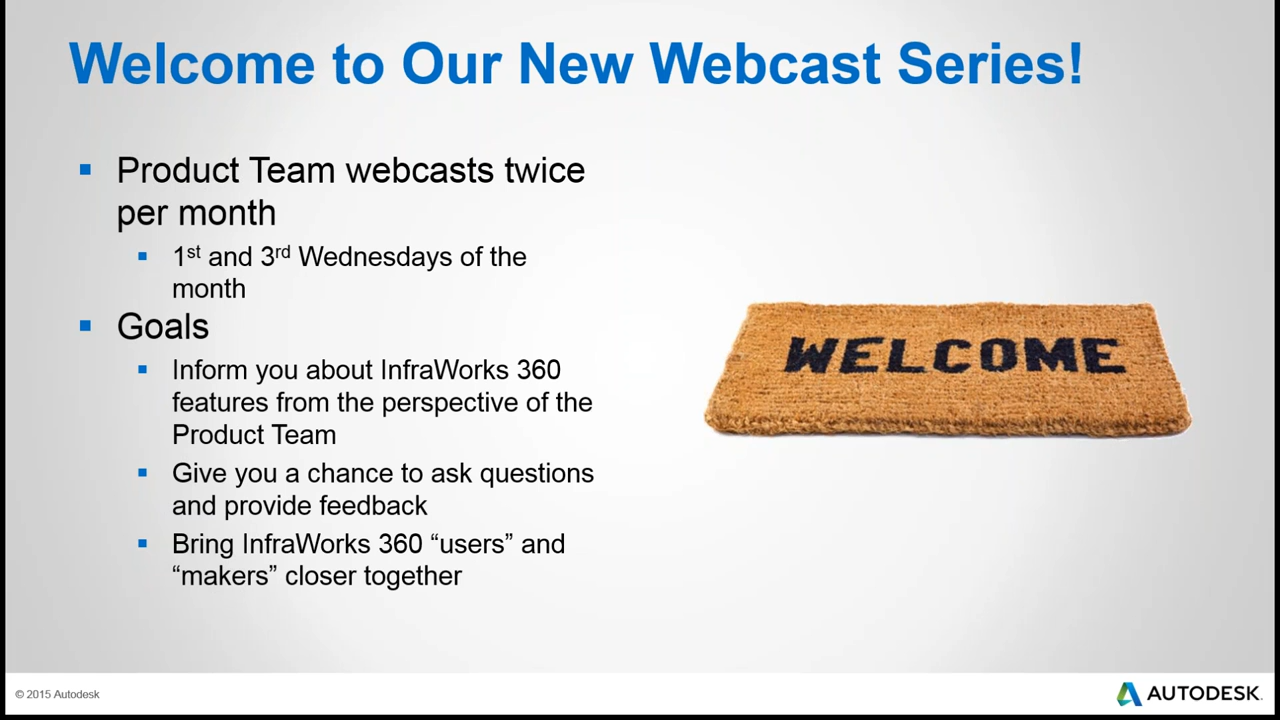 Welcome to Our New Webcast Series!
▪ Product Team webcasts twice
per month
▪ 1st and 3rd Wednesdays of the
month
▪ Goals
▪ Inform you about InfraWorks 360
features from the perspective of the
Product Team
▪ Give you a chance to ask questions
and provide feedback
▪ Bring InfraWorks 360 “users” and
“makers” closer together
WELCOME
© 2015 Autodesk
AUTODESK.